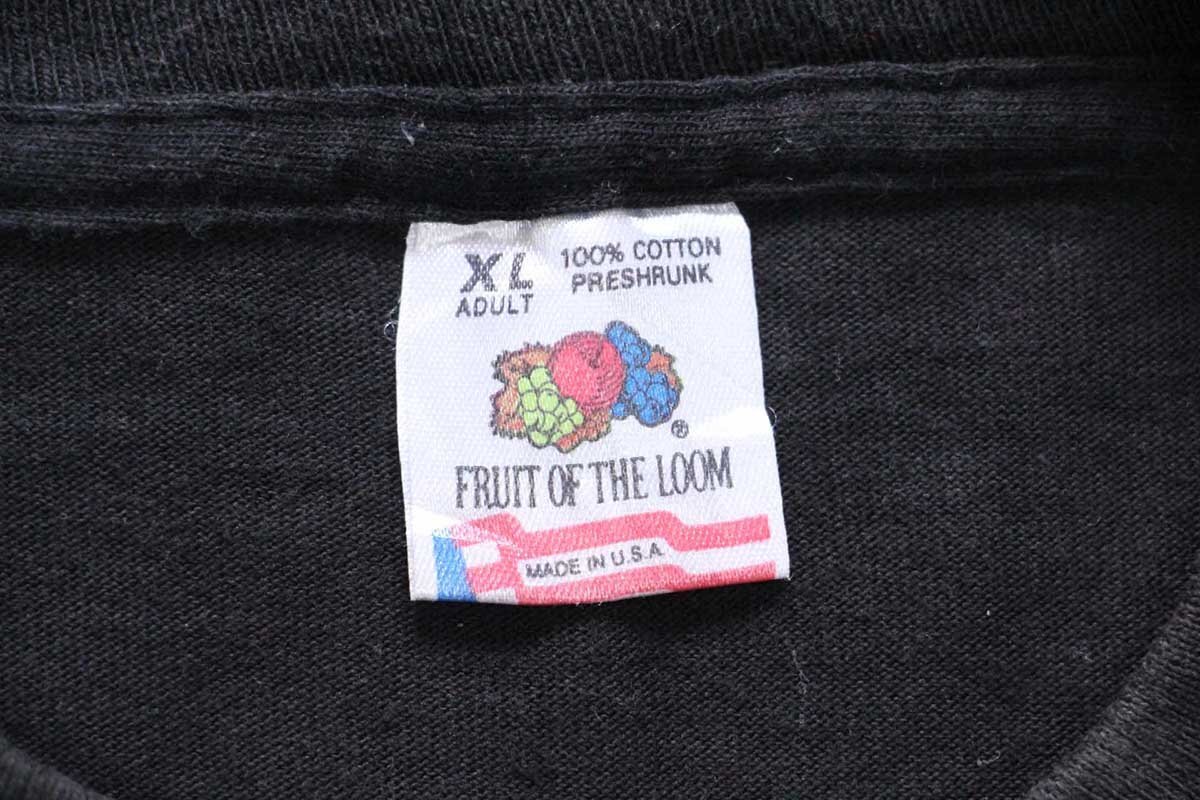 XL
ADULT
100% COTTON
PRESHRUNK
®
FRUIT OF THE LOOM
MADE IN U.S.A.